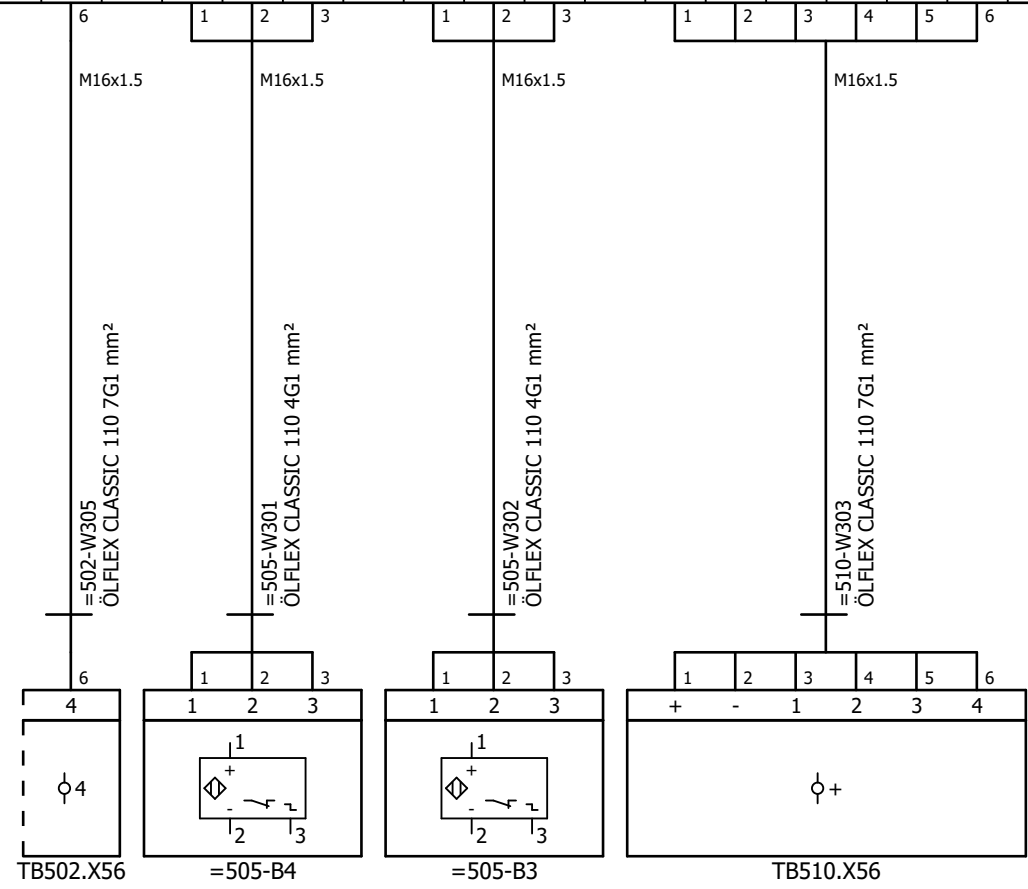 6 1 2 3 1 2 3 1 2 3 4 5 6
M16x1.5 M16x1.5 M16x1.5 M16x1.5
=502-W305
ÖLFLEX CLASSIC 110 7G1 mm²
=505-W301
ÖLFLEX CLASSIC 110 4G1 mm²
=505-W302
ÖLFLEX CLASSIC 110 4G1 mm²
=510-W303
ÖLFLEX CLASSIC 110 7G1 mm²
6 1 2 3 1 2 3 1 2 3 4 5 6
4 1 2 3 1 2 3 + - 1 2 3 4
1 1
+ +
4 +
- -
2 3 2 3
TB502.X56 =505-B4 =505-B3 TB510.X56